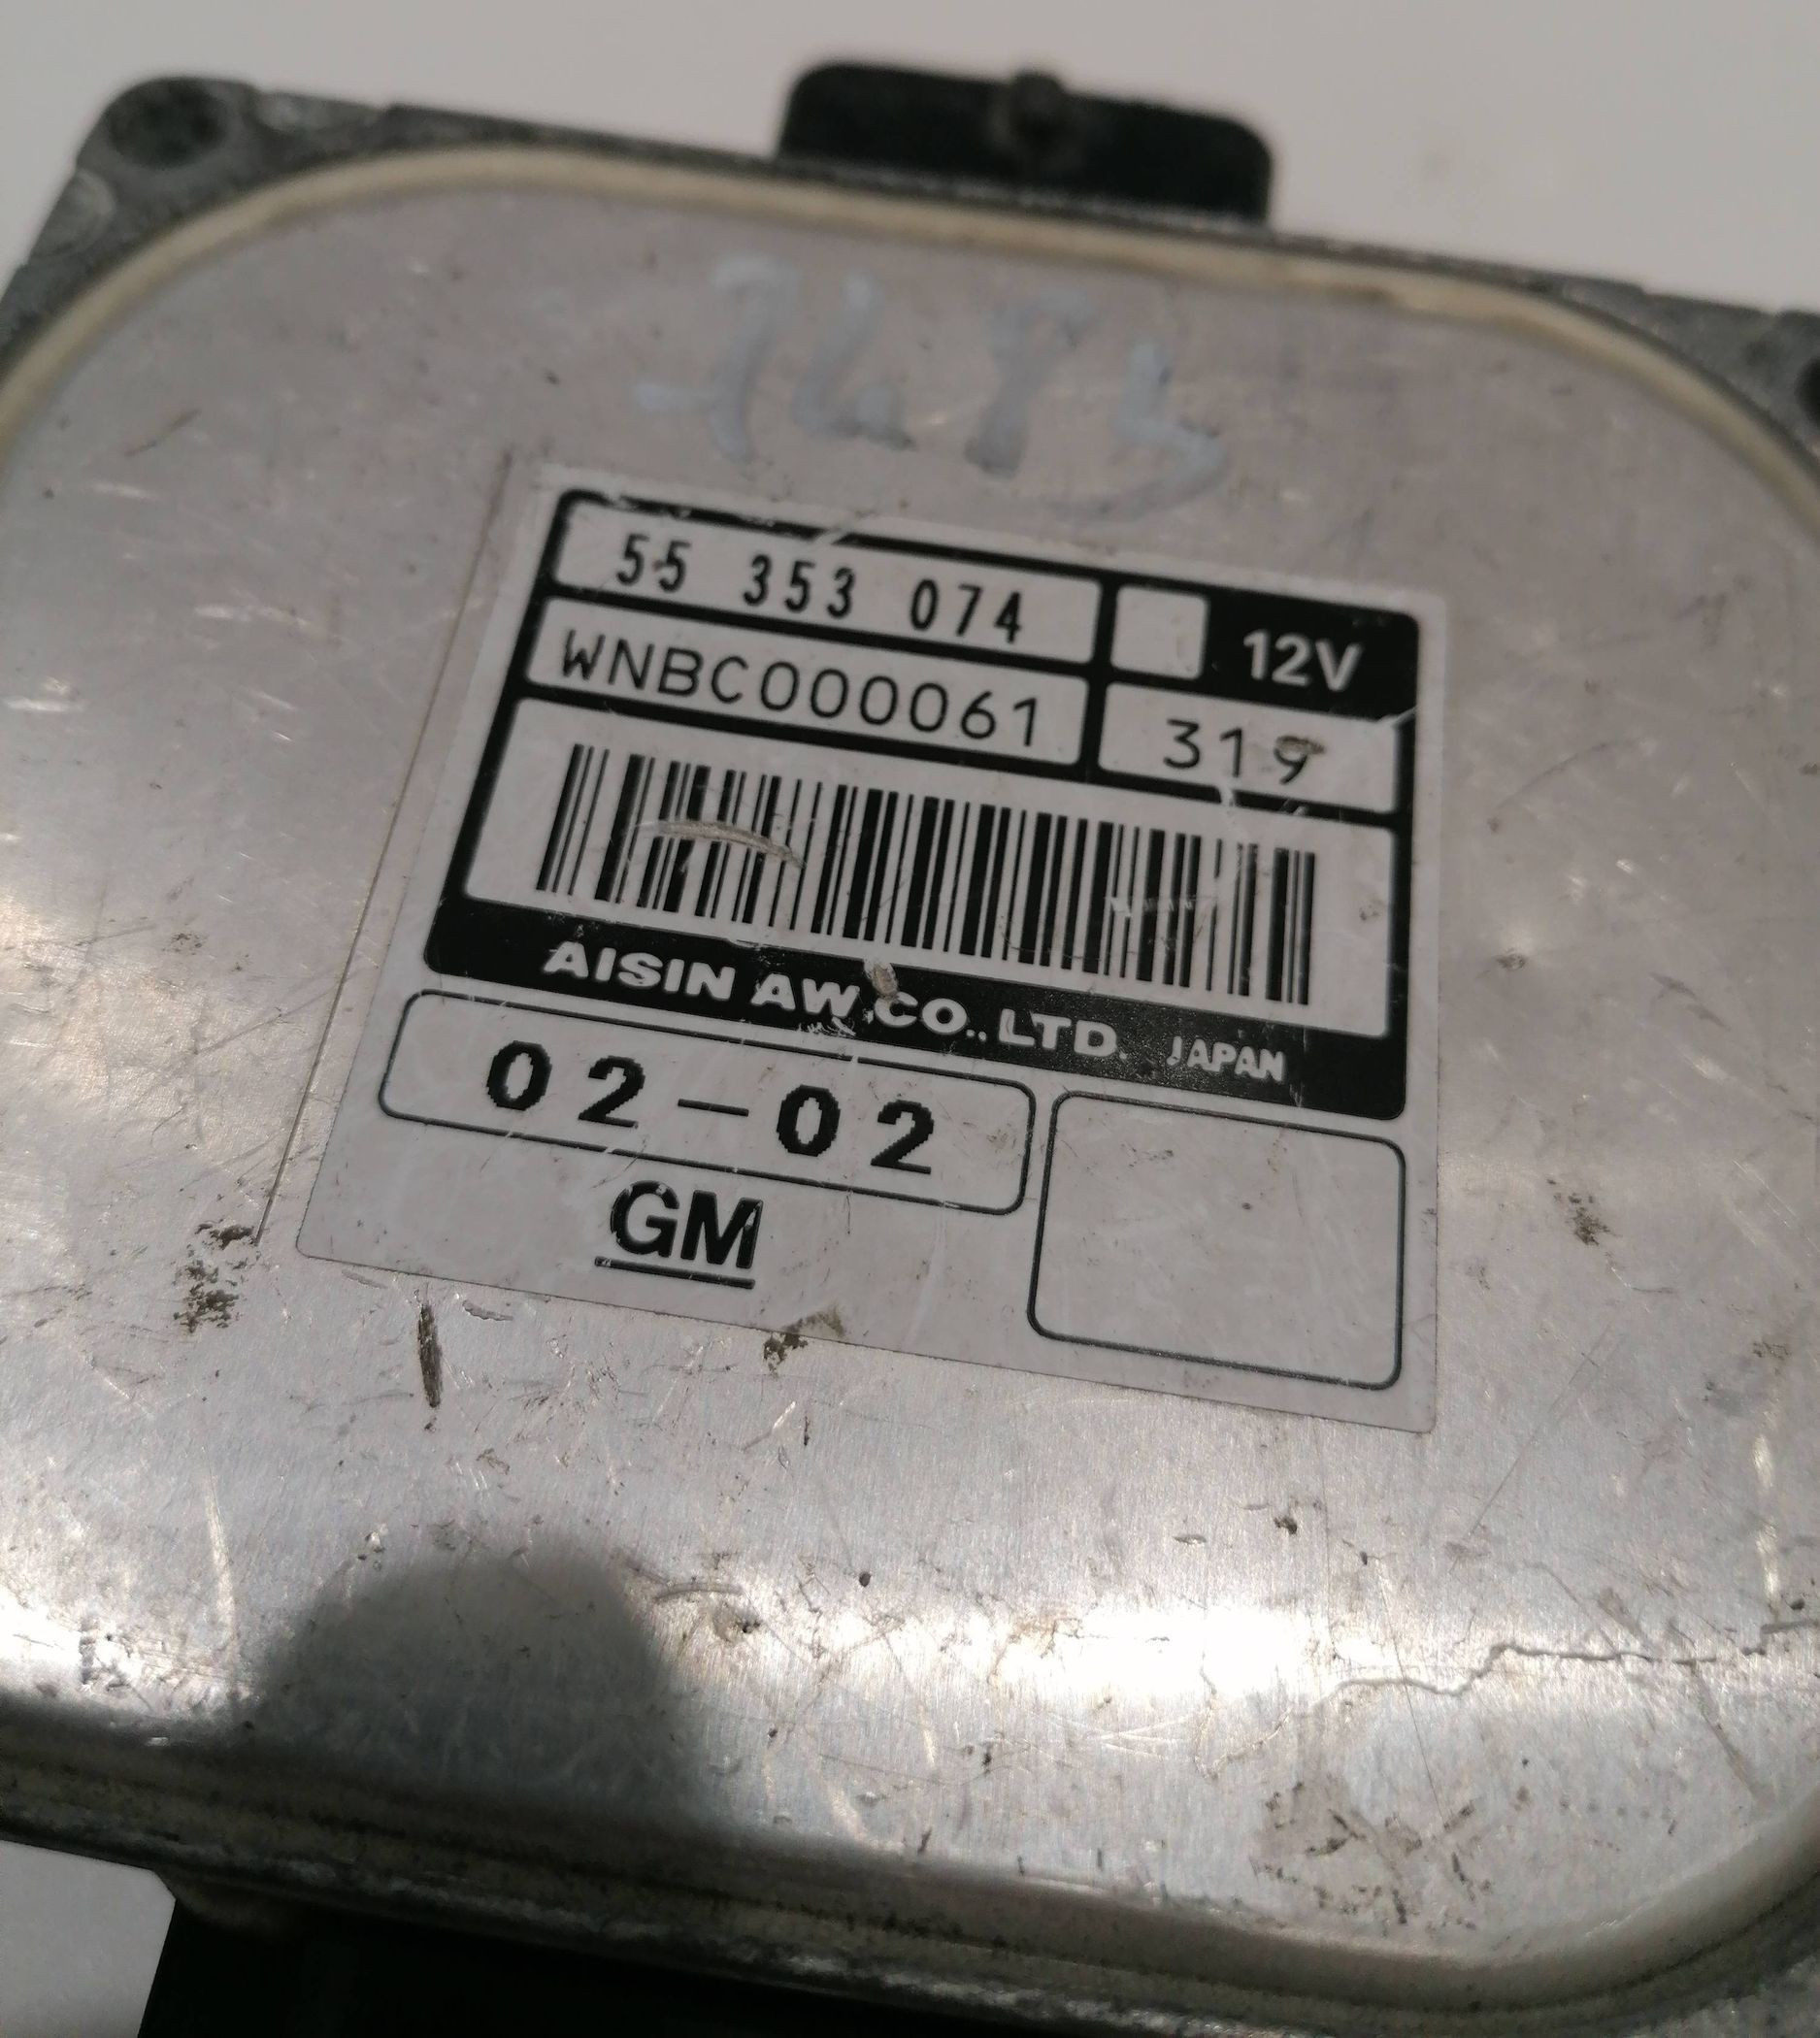 55 353 074
12V
WNBC000061
319
AISIN AW CO., LTD. JAPAN
02-02
GM